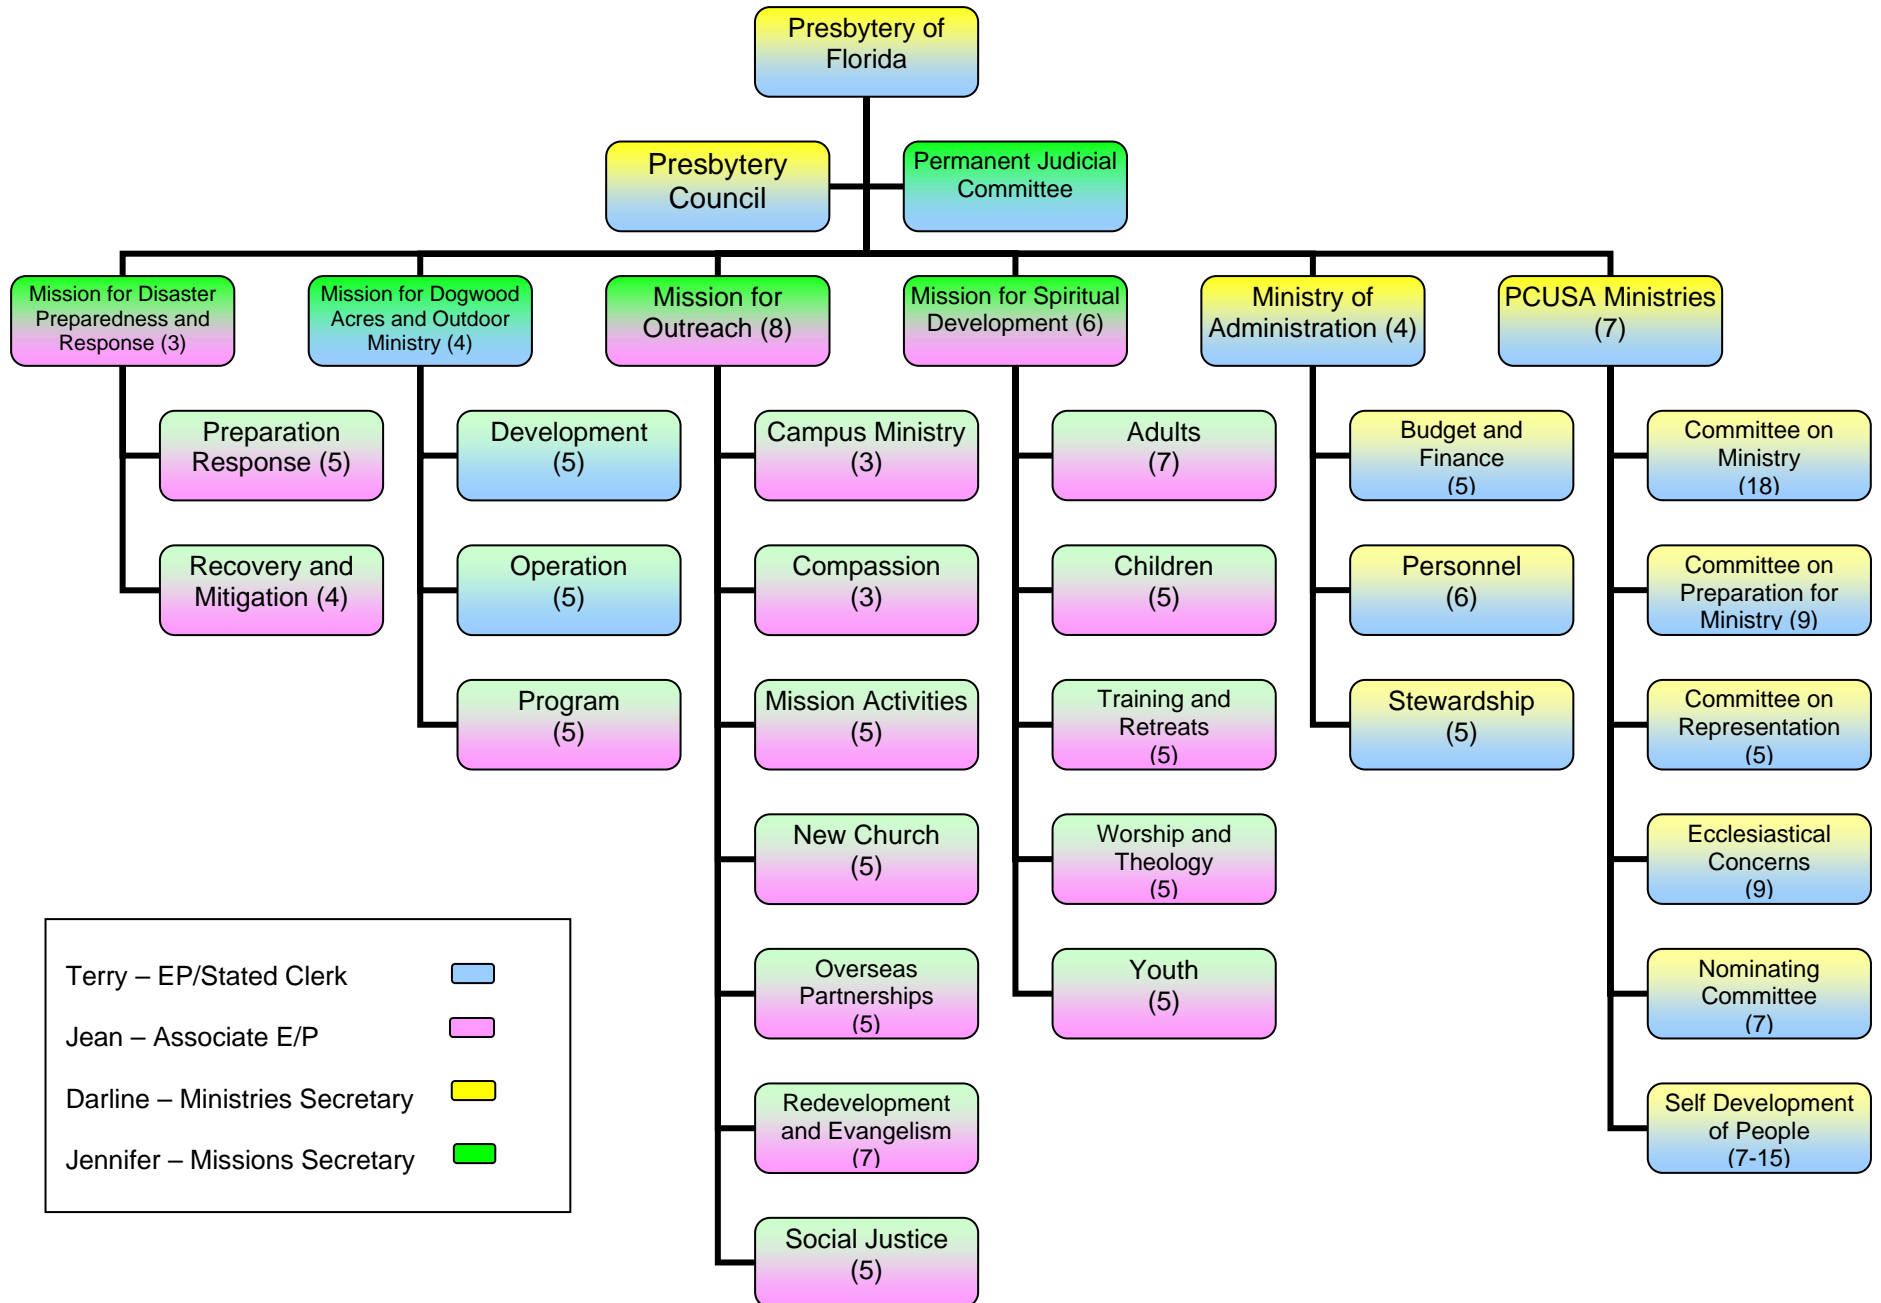 Presbytery of
Florida
Presbytery
Council
Permanent Judicial
Committee
Mission for Disaster
Preparedness and
Response (3)
Mission for Dogwood
Acres and Outdoor
Ministry (4)
Mission for
Outreach (8)
Mission for Spiritual
Development (6)
Ministry of
Administration (4)
PCUSA Ministries
(7)
Preparation
Response (5)
Recovery and
Mitigation (4)
Development
(5)
Operation
(5)
Program
(5)
Campus Ministry
(3)
Compassion
(3)
Mission Activities
(5)
New Church
(5)
Overseas
Partnerships
(5)
Redevelopment
and Evangelism
(7)
Social Justice
(5)
Adults
(7)
Children
(5)
Training and
Retreats
(5)
Worship and
Theology
(5)
Youth
(5)
Budget and
Finance
(5)
Personnel
(6)
Stewardship
(5)
Committee on
Ministry
(18)
Committee on
Preparation for
Ministry (9)
Committee on
Representation
(5)
Ecclesiastical
Concerns
(9)
Nominating
Committee
(7)
Self Development
of People
(7-15)
Terry – EP/Stated Clerk
Jean – Associate E/P
Darline – Ministries Secretary
Jennifer – Missions Secretary